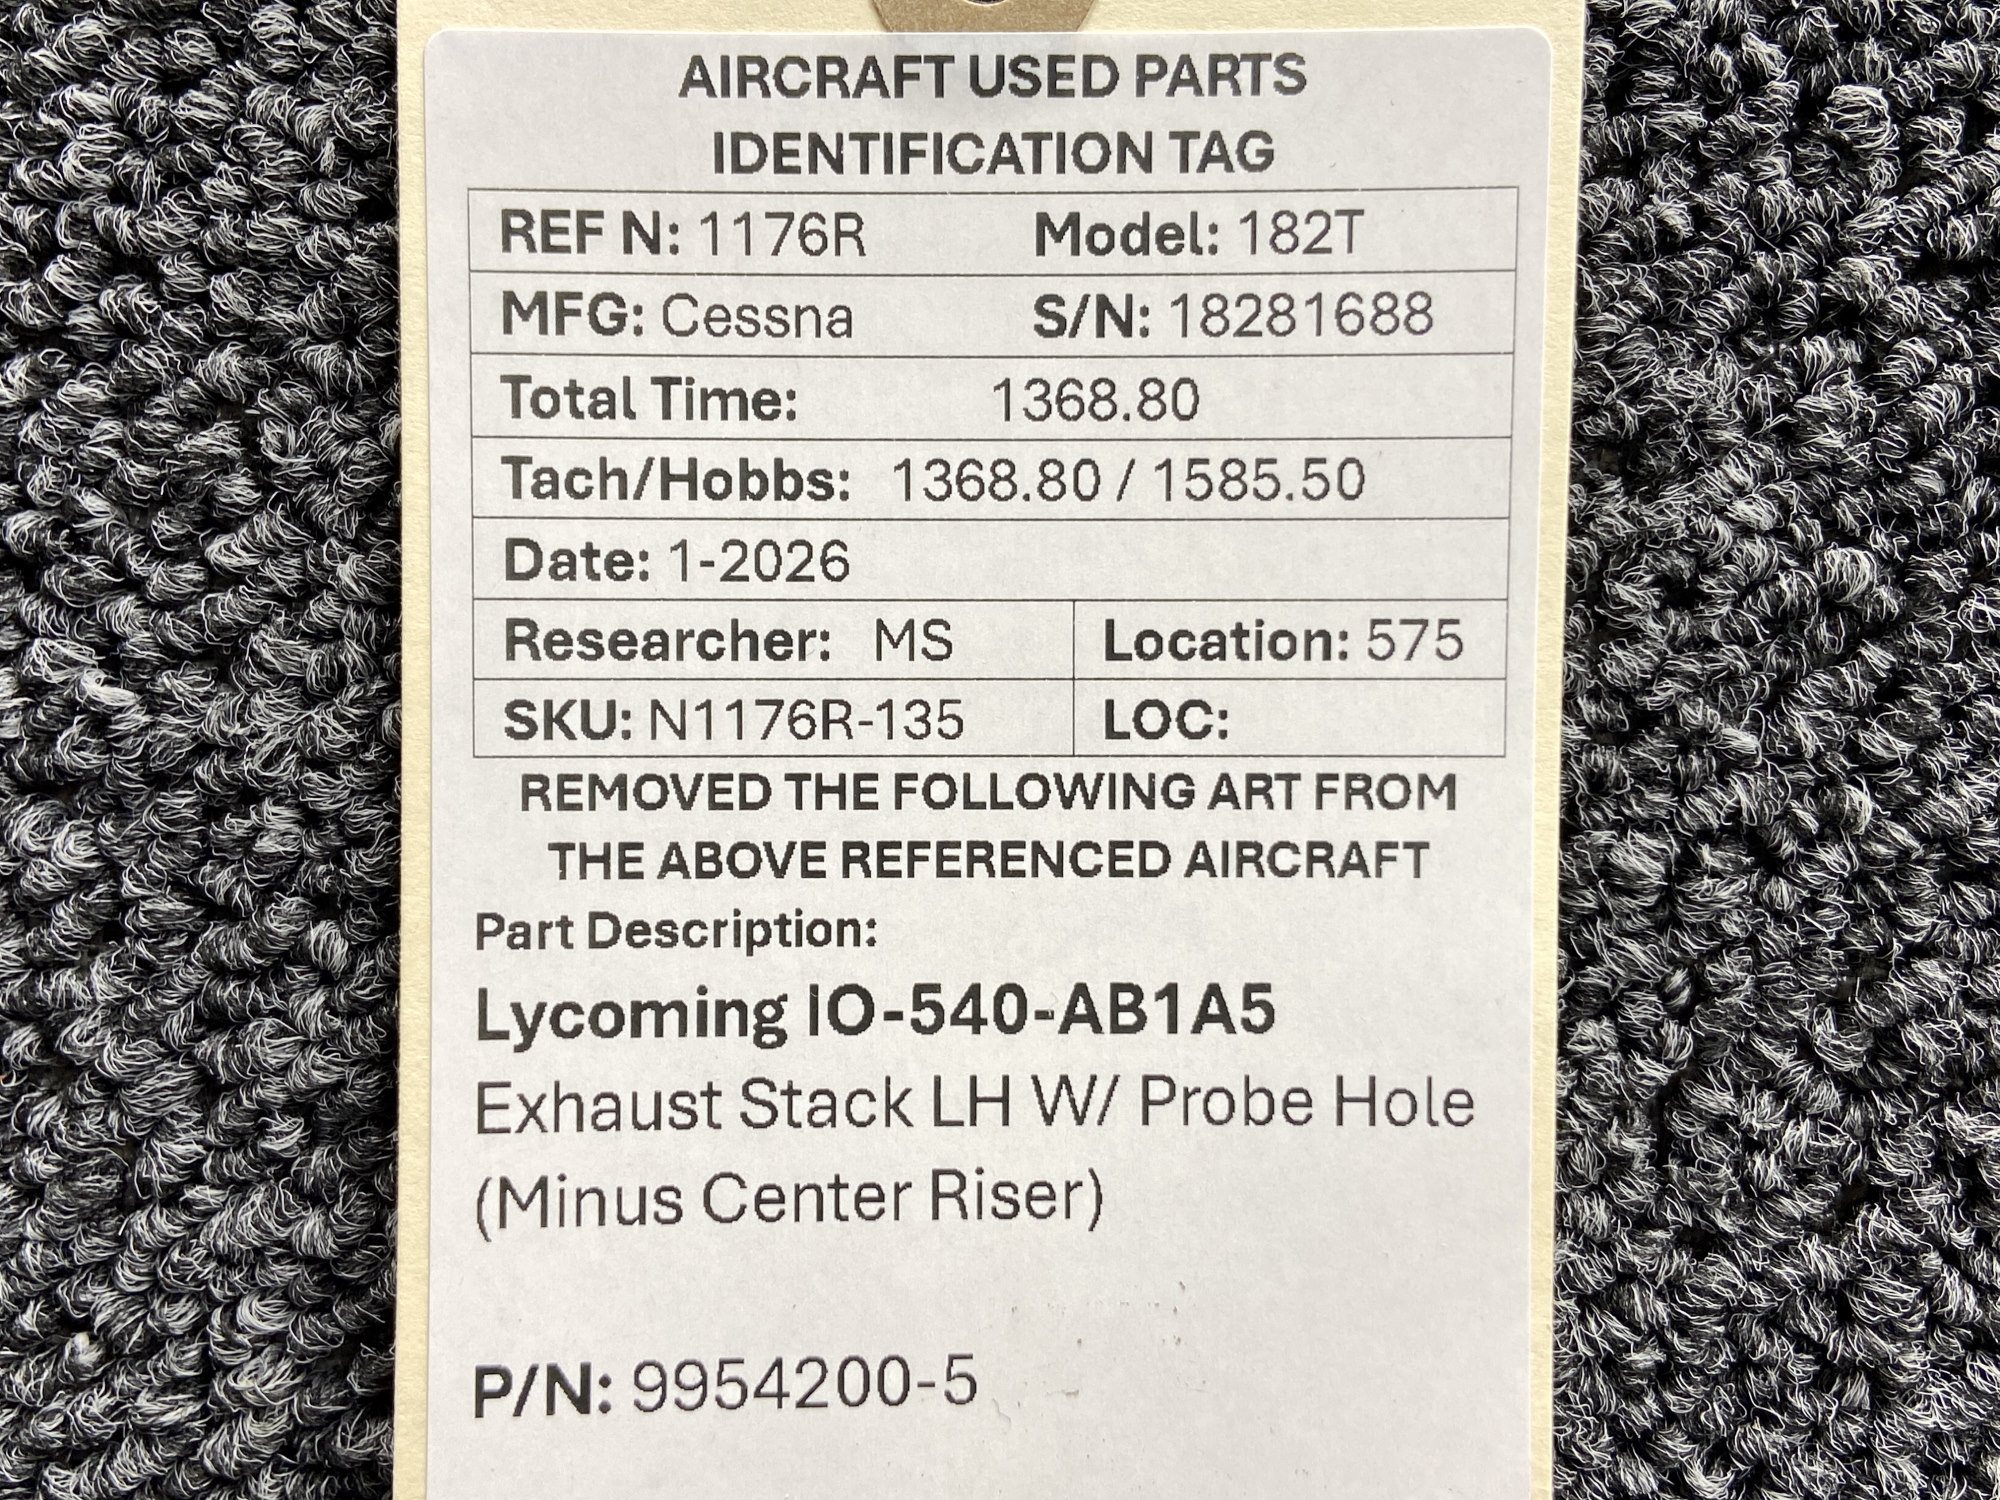 AIRCRAFT USED PARTS
IDENTIFICATION TAG
REF N: 1176R Model: 182T
MFG: Cessna S/N: 18281688
Total Time: 1368.80
Tach/Hobbs: 1368.80 / 1585.50
Date: 1-2026
Researcher: MS Location: 575
SKU: N1176R-135 LOC:
REMOVED THE FOLLOWING ART FROM
THE ABOVE REFERENCED AIRCRAFT
Part Description:
Lycoming IO-540-AB1A5
Exhaust Stack LH W/ Probe Hole
(Minus Center Riser)
P/N: 9954200-5